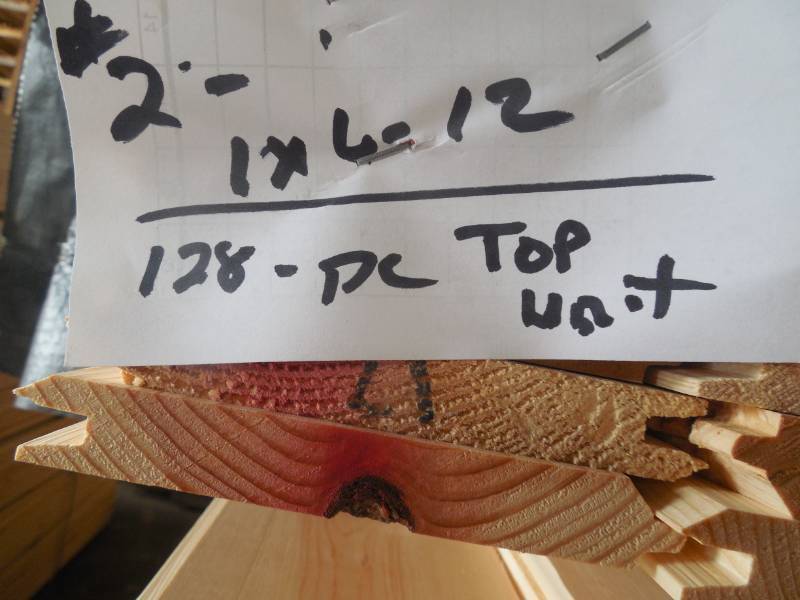 #2-
1x6-12
128-pc Top
unit